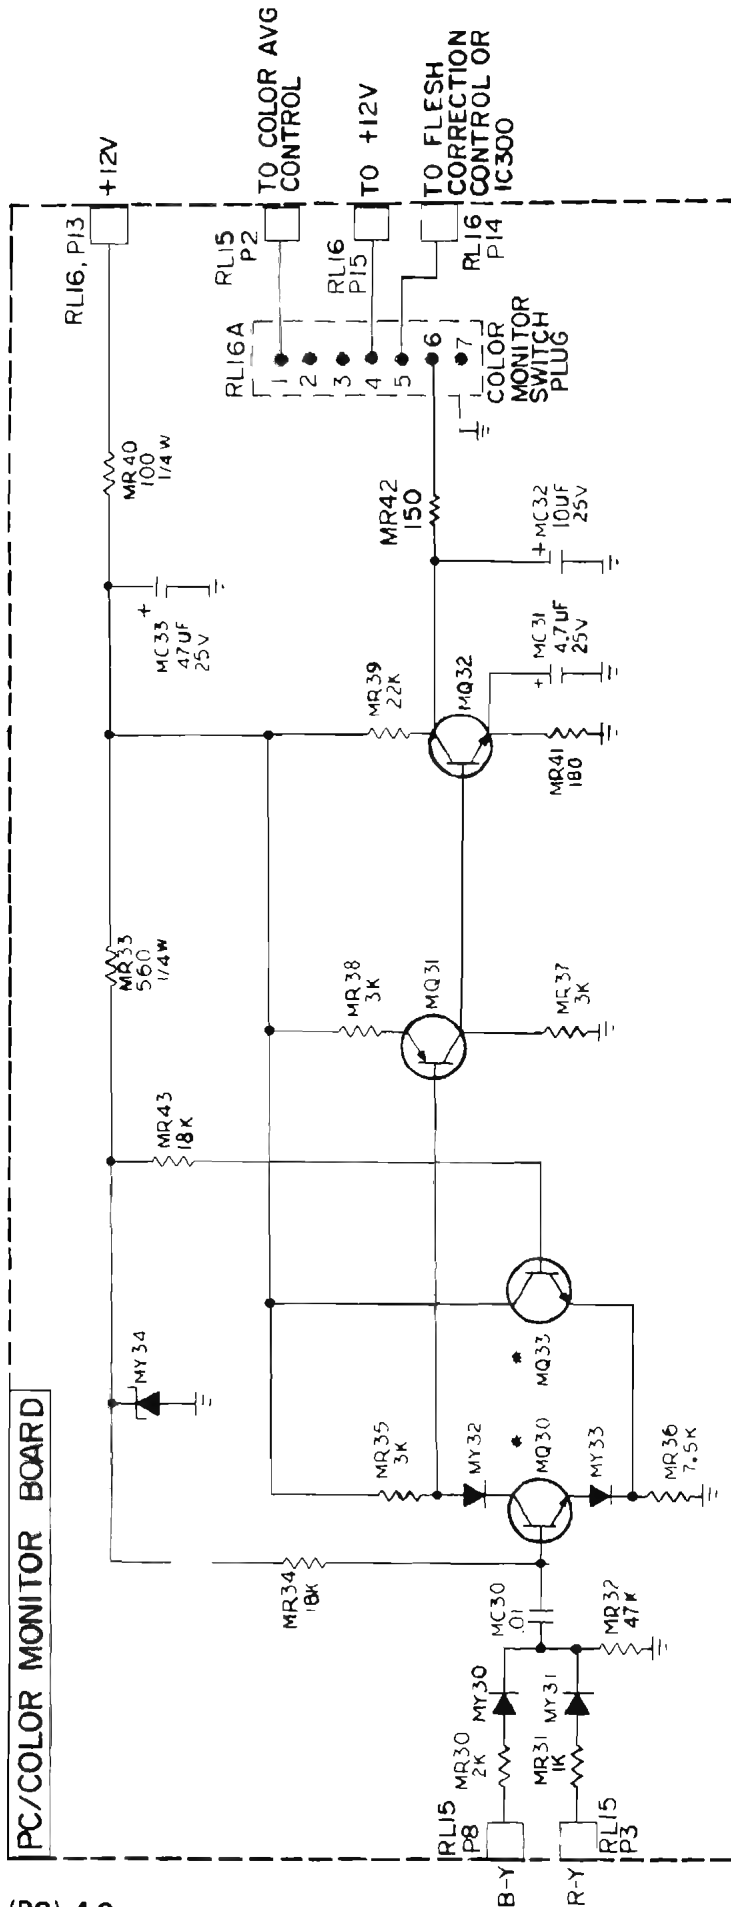 PC/COLOR MONITOR BOARD
RL16, P13
+12V
RL15
P2
TO COLOR AVG
CONTROL
RL16
P15
TO +12V
RL16
P14
TO FLESH
CORRECTION
CONTROL OR
IC300
RL16A
1
2
3
4
5
6
7
COLOR
MONITOR
SWITCH
PLUG
MR40
100
1/4W
+
MC33
47UF
25V
MR42
150
+
MC32
10UF
25V
MR39
22K
MQ32
+
MC31
4.7UF
25V
MR41
180
MR33
560
1/4W
MR38
3K
MQ31
MR37
3K
MR43
18K
MY34
*
MQ33
MR35
3K
MY32
*
MQ30
MY33
MR36
7.5K
MR34
18K
MC30
.01
MR32
47K
MY30
MY31
MR30
2K
MR31
1K
RL15
P8
RL15
P3
B-Y
R-Y